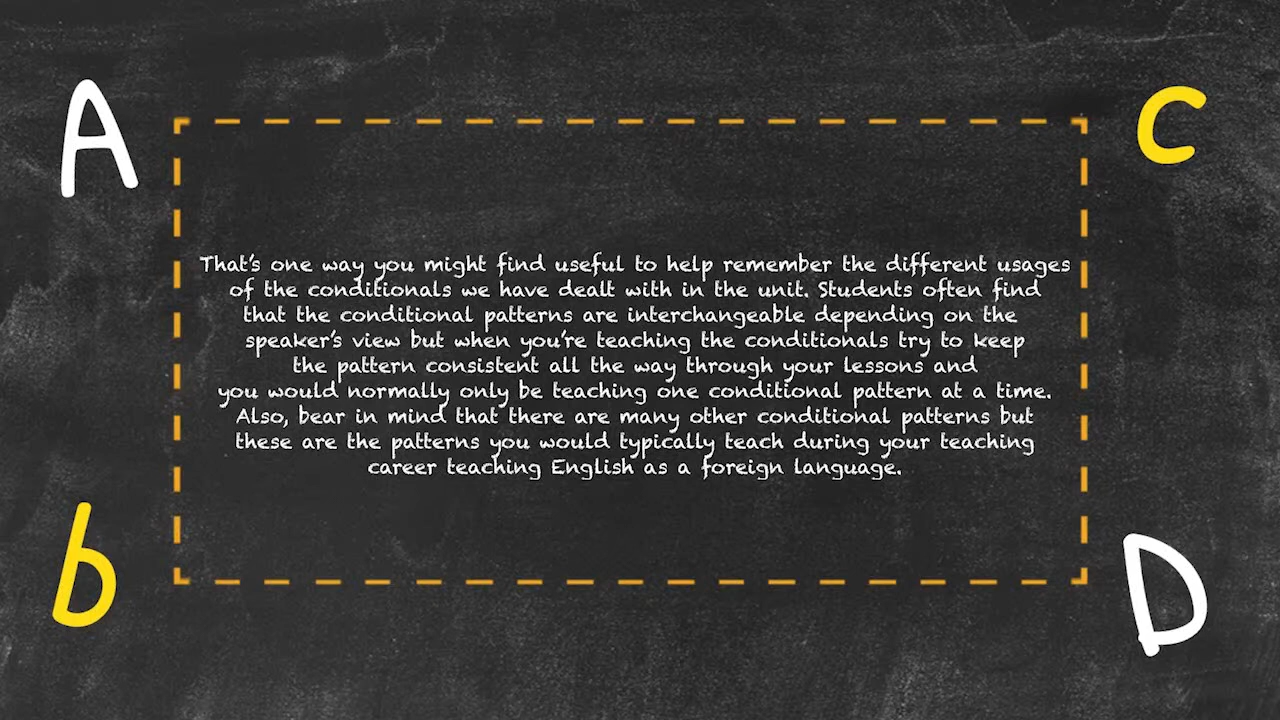 A
c
That's one way you might find useful to help remember the different usages
of the conditionals we have dealt with in the unit. Students often find
that the conditional patterns are interchangeable depending on the
speaker's view but when you're teaching the conditionals try to keep
the pattern consistent all the way through your lessons and
you would normally only be teaching one conditional pattern at a time.
Also, bear in mind that there are many other conditional patterns but
these are the patterns you would typically teach during your teaching
career teaching English as a foreign language.
b
D